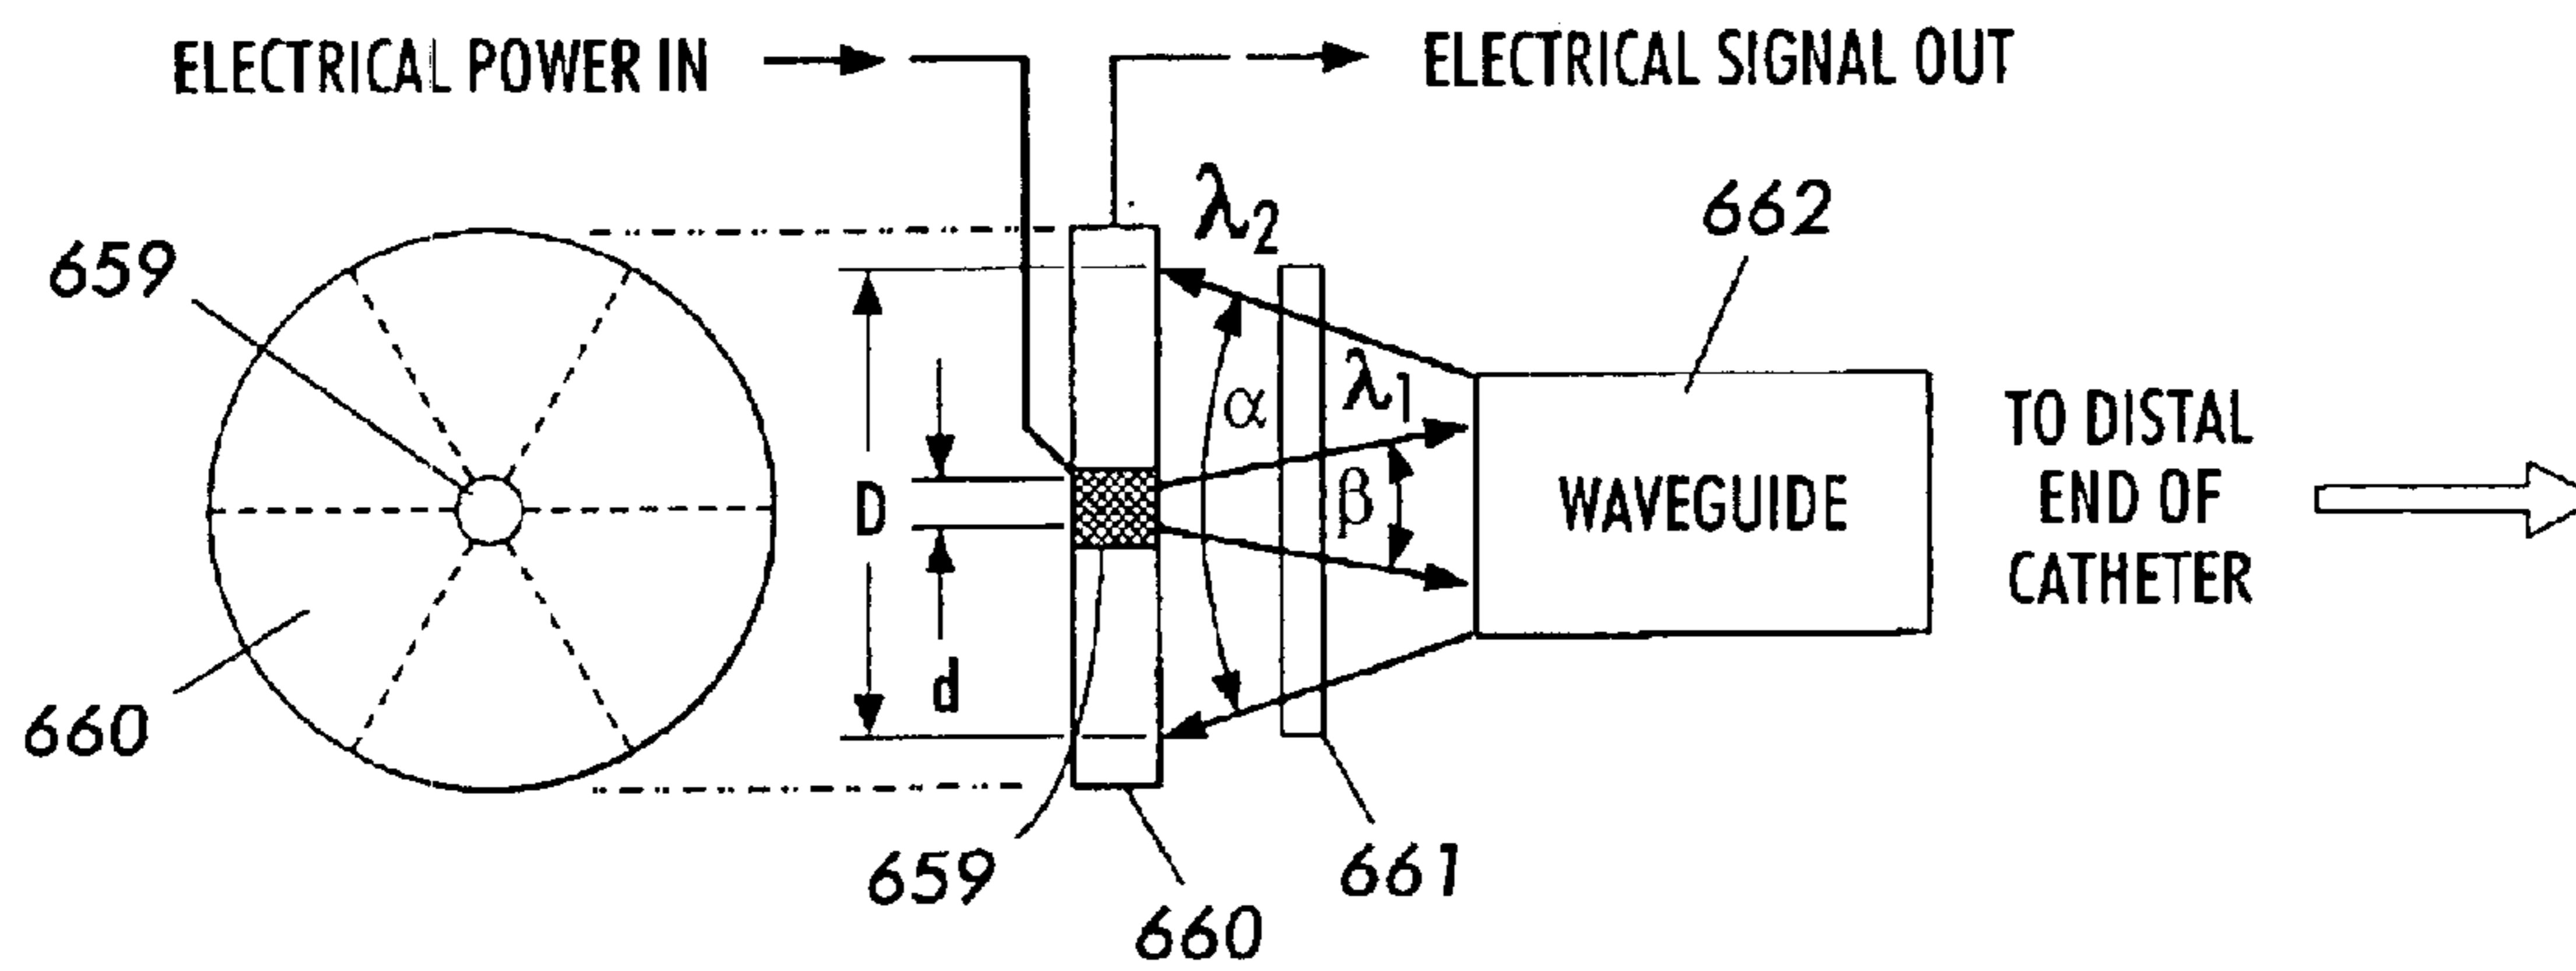 ELECTRICAL POWER IN
ELECTRICAL SIGNAL OUT
λ2
662
659
λ1
α
D
β
WAVEGUIDE
TO DISTAL
END OF
CATHETER
d
660
659
661
660